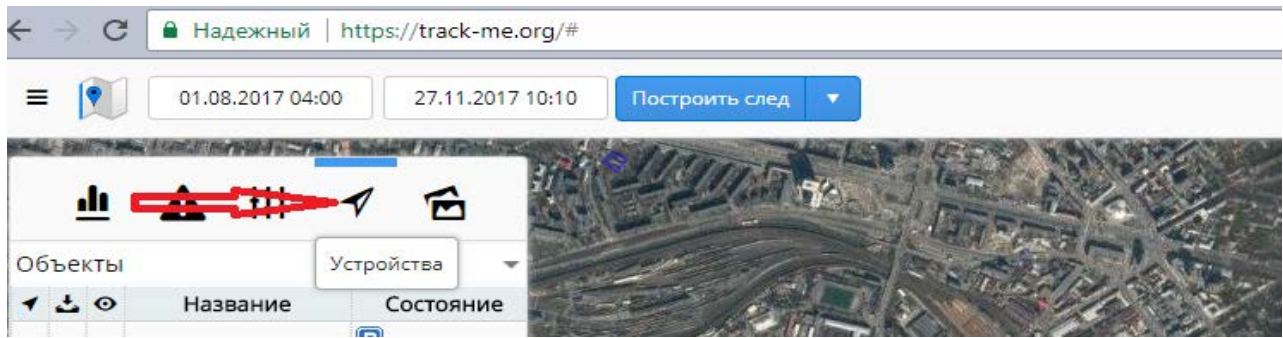 Надежный | https://track-me.org/#
01.08.2017 04:00 27.11.2017 10:10 Построить след
Объекты Устройства
Название Состояние